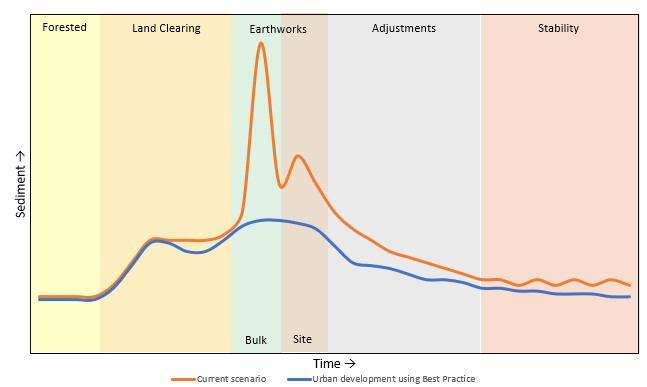 Forested Land Clearing Earthworks Adjustments Stability
Sediment →
Bulk Site
Time →
Current scenario Urban development using Best Practice